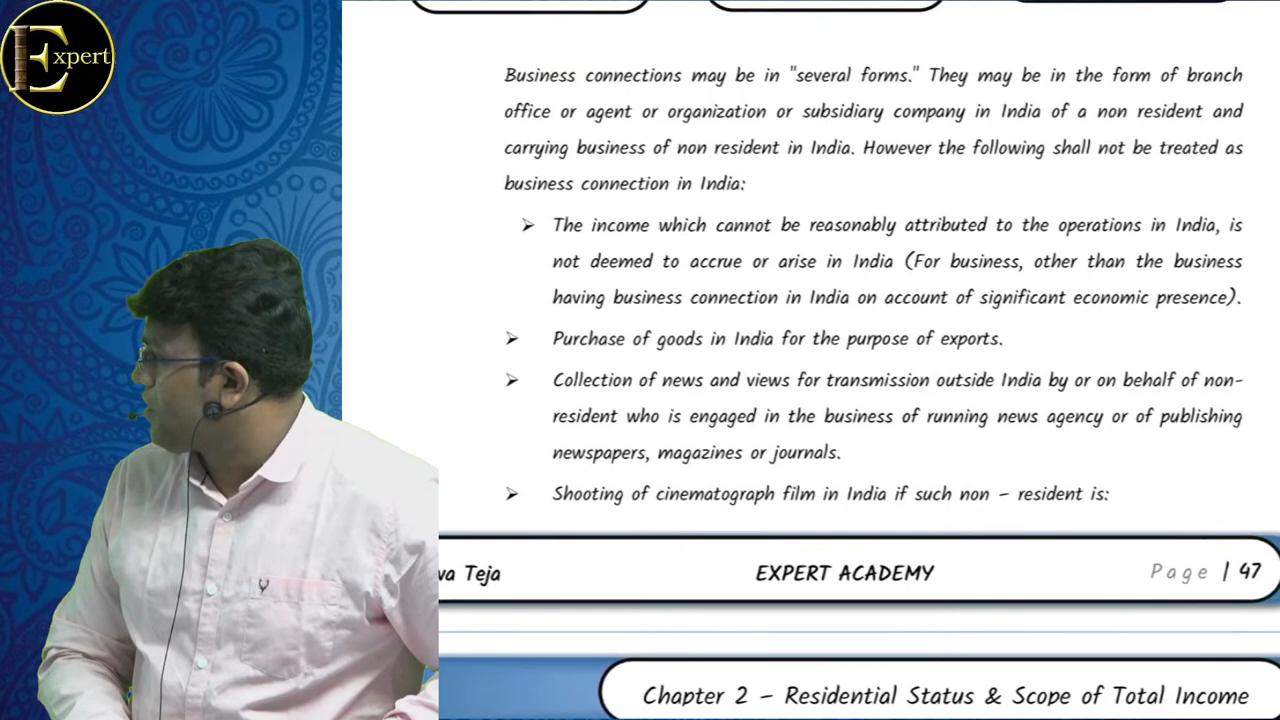 Expert
Business connections may be in "several forms." They may be in the form of branch
office or agent or organization or subsidiary company in India of a non resident and
carrying business of non resident in India. However the following shall not be treated as
business connection in India:
➢ The income which cannot be reasonably attributed to the operations in India, is
not deemed to accrue or arise in India (For business, other than the business
having business connection in India on account of significant economic presence).
➢ Purchase of goods in India for the purpose of exports.
➢ Collection of news and views for transmission outside India by or on behalf of non-
resident who is engaged in the business of running news agency or of publishing
newspapers, magazines or journals.
➢ Shooting of cinematograph film in India if such non – resident is:
va Teja EXPERT ACADEMY Page | 47
Chapter 2 – Residential Status & Scope of Total Income